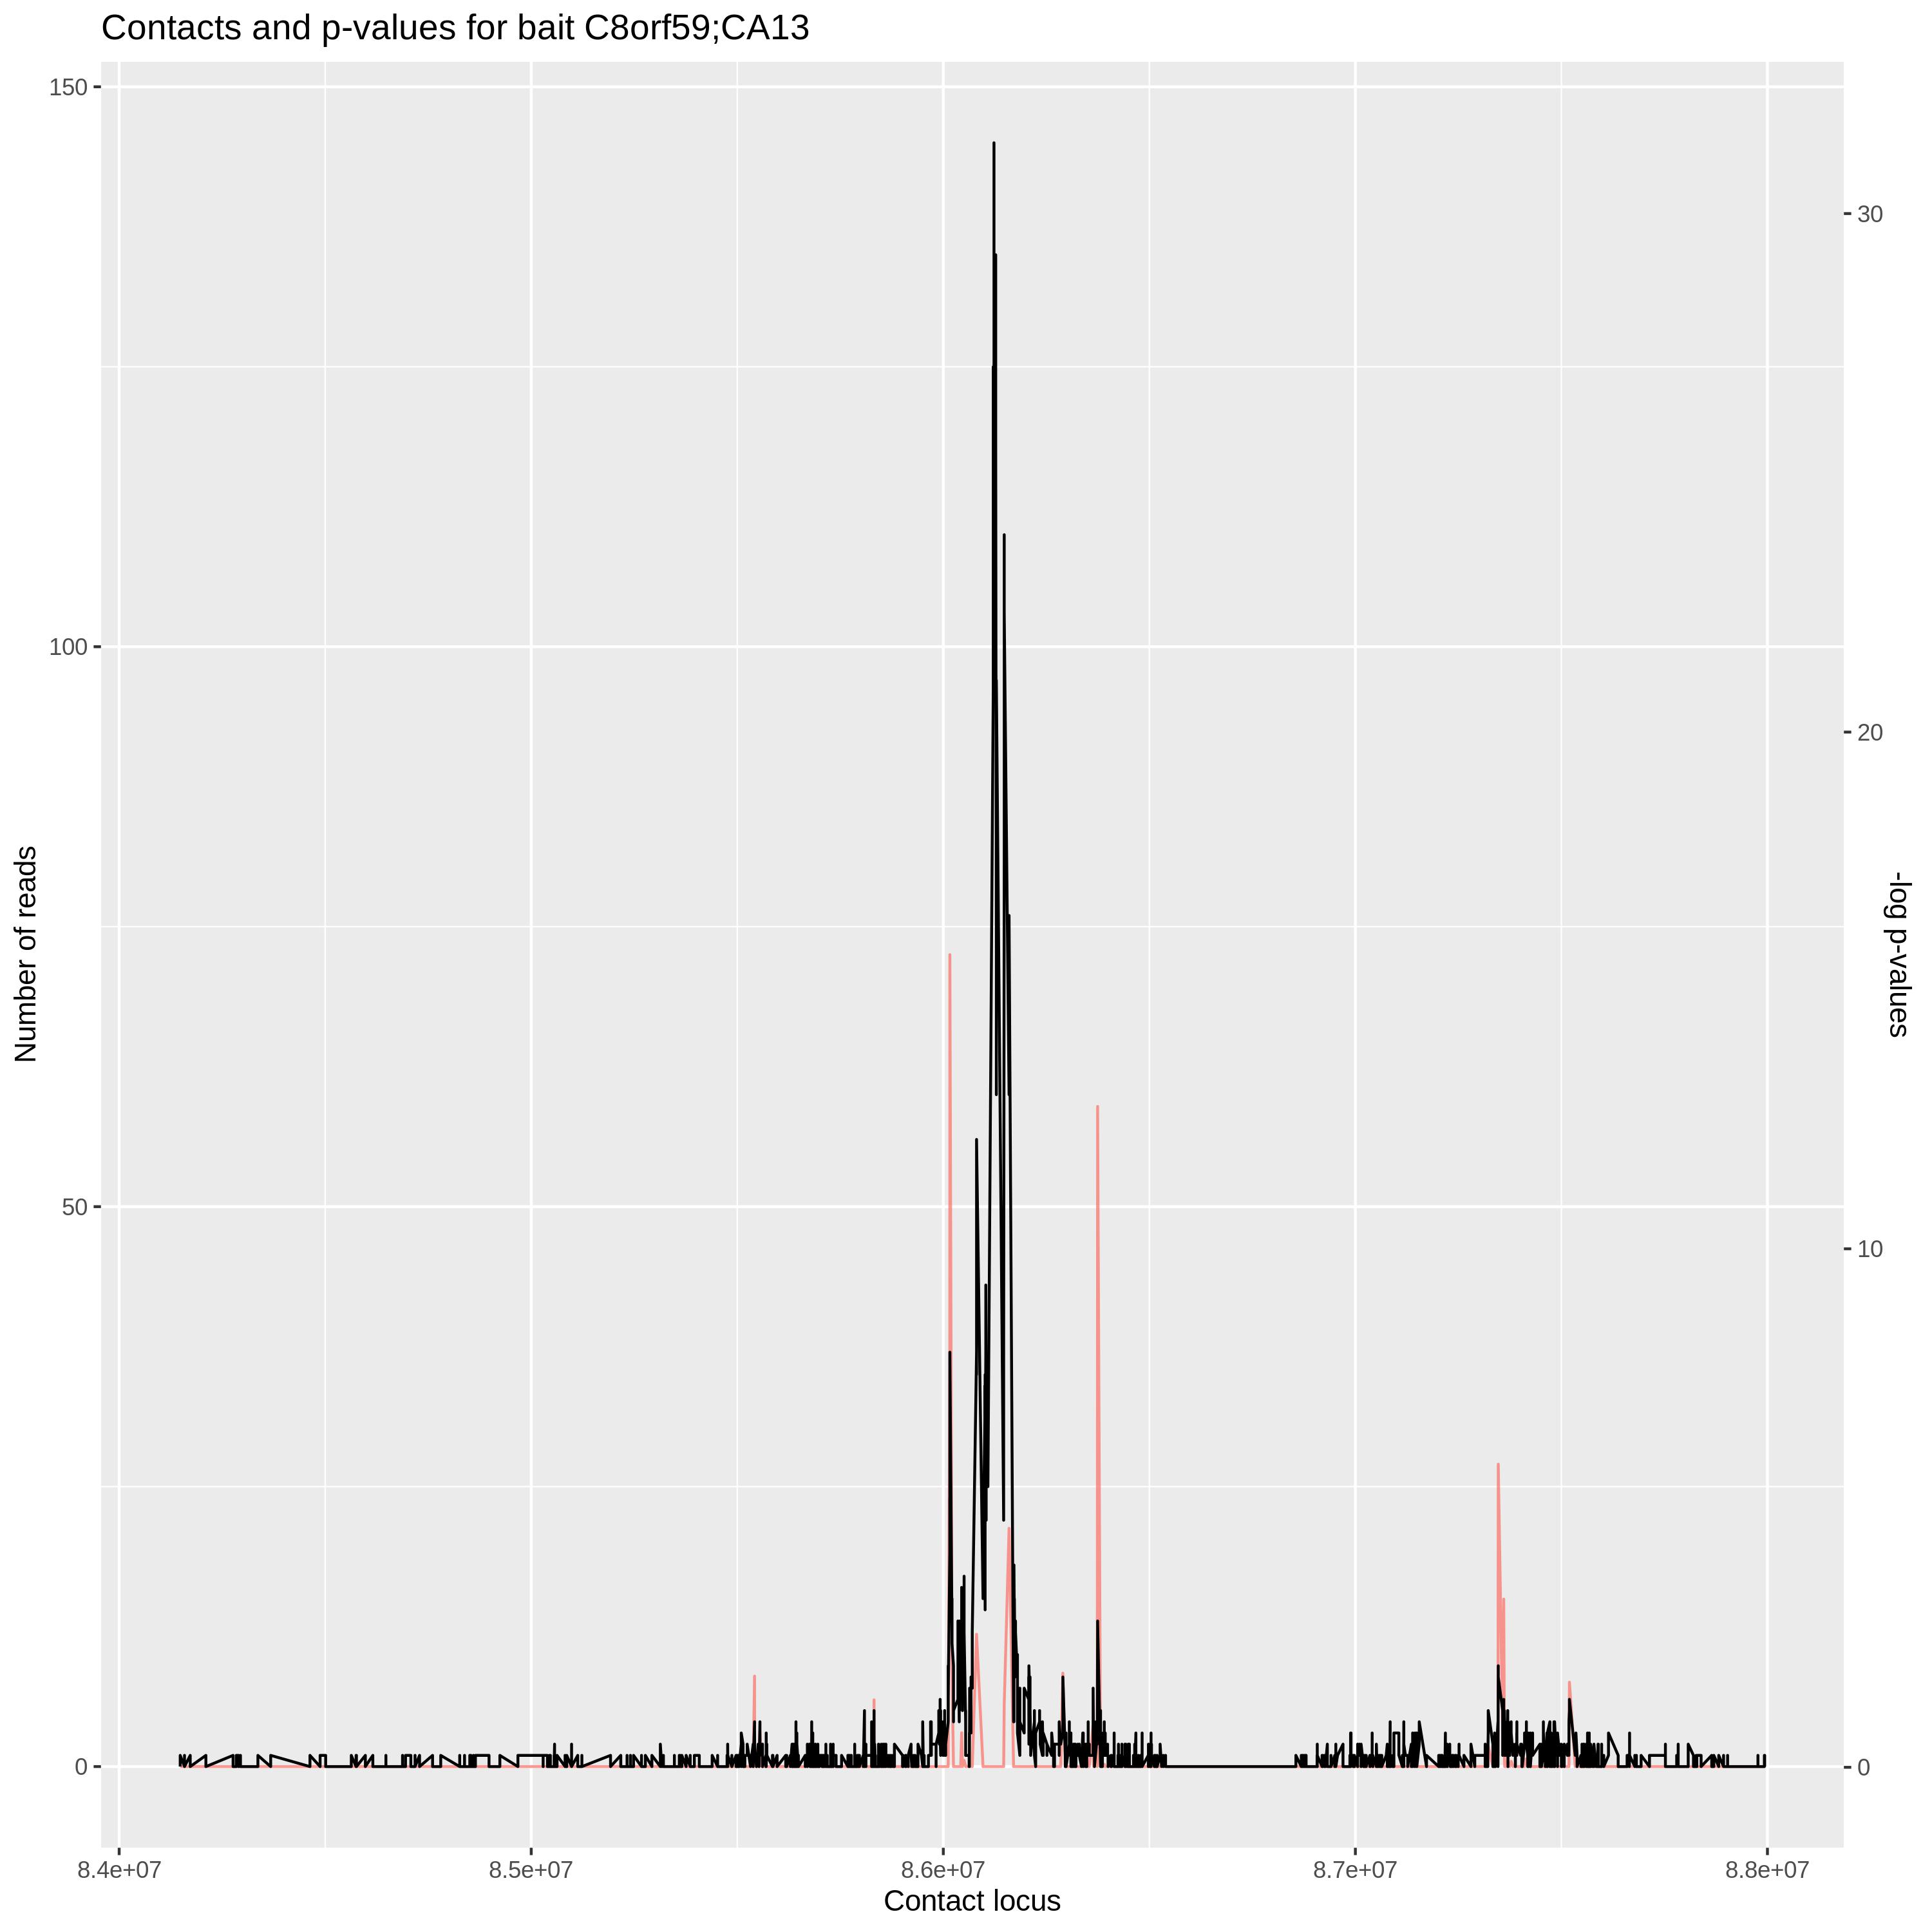 Contacts and p-values for bait C8orf59;CA13
150
100
50
0
Number of reads
30
20
10
0
-log p-values
8.4e+07
8.5e+07
8.6e+07
8.7e+07
8.8e+07
Contact locus